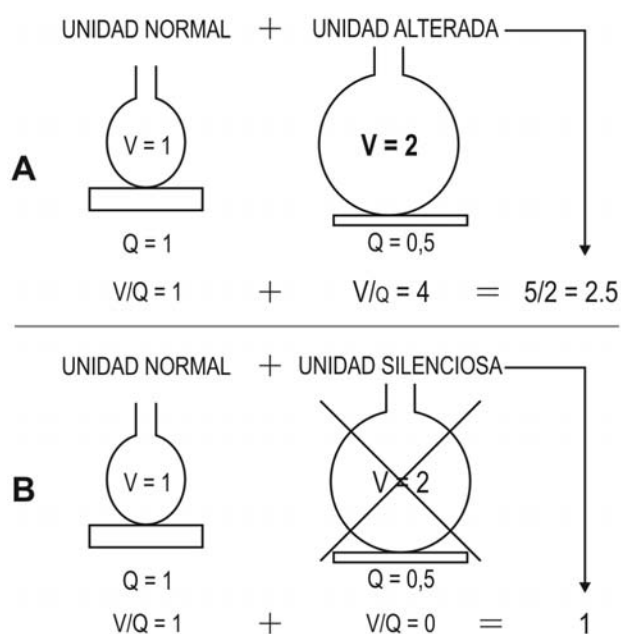 UNIDAD NORMAL + UNIDAD ALTERADA
V = 1 V = 2
A
Q = 1 Q = 0,5
V/Q = 1 + V/Q = 4 = 5/2 = 2.5
UNIDAD NORMAL + UNIDAD SILENCIOSA
V = 1 V = 2
B
Q = 1 Q = 0,5
V/Q = 1 + V/Q = 0 = 1